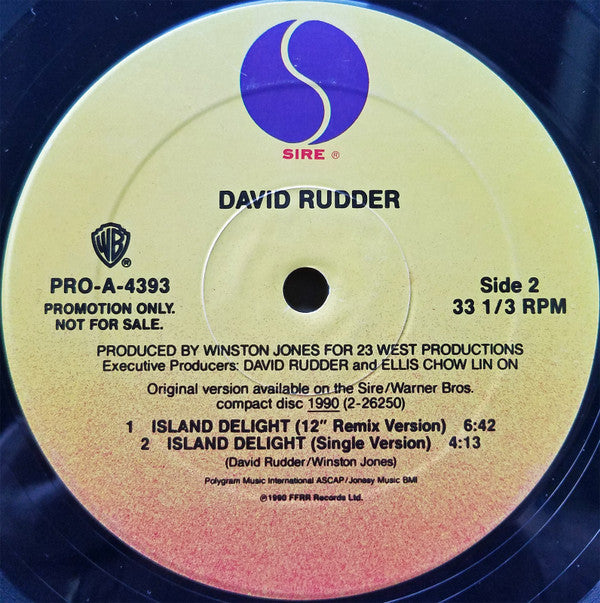 SIRE ®
DAVID RUDDER
WB ®
PRO-A-4393
PROMOTION ONLY.
NOT FOR SALE.
Side 2
33 1/3 RPM
PRODUCED BY WINSTON JONES FOR 23 WEST PRODUCTIONS
Executive Producers: DAVID RUDDER and ELLIS CHOW LIN ON
Original version available on the Sire/Warner Bros.
compact disc 1990 (2-26250)
1 ISLAND DELIGHT (12″ Remix Version) 6:42
2 ISLAND DELIGHT (Single Version) 4:13
(David Rudder/Winston Jones)
Polygram Music International ASCAP/Jonasy Music BMI
℗1990 FFRR Records Ltd.